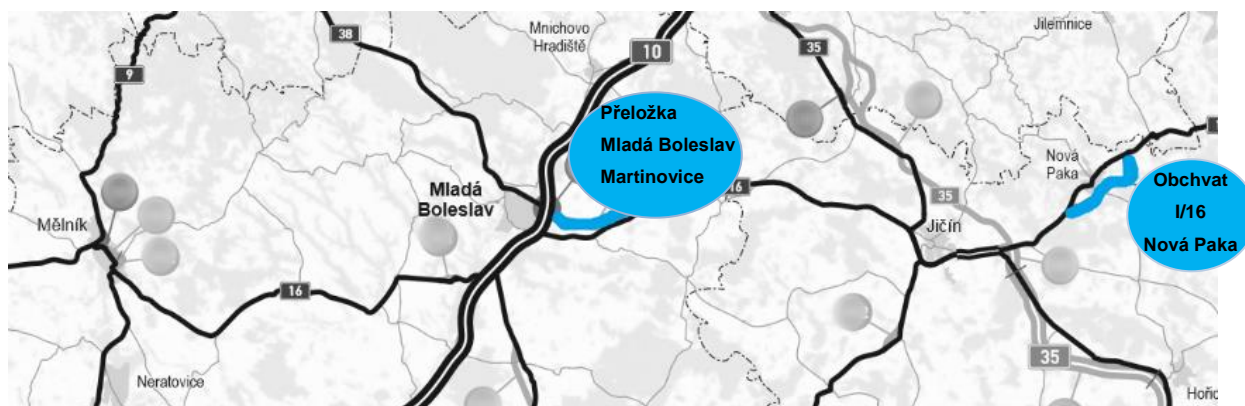 Mnichovo
Hradiště
Jilemnice
38
10
35
9
Přeložka
Mladá Boleslav
Martinovice
Nová
Paka
Obchvat
I/16
Nová Paka
Mladá
Boleslav
16
35
Mělník
Jičín
16
35
Neratovice